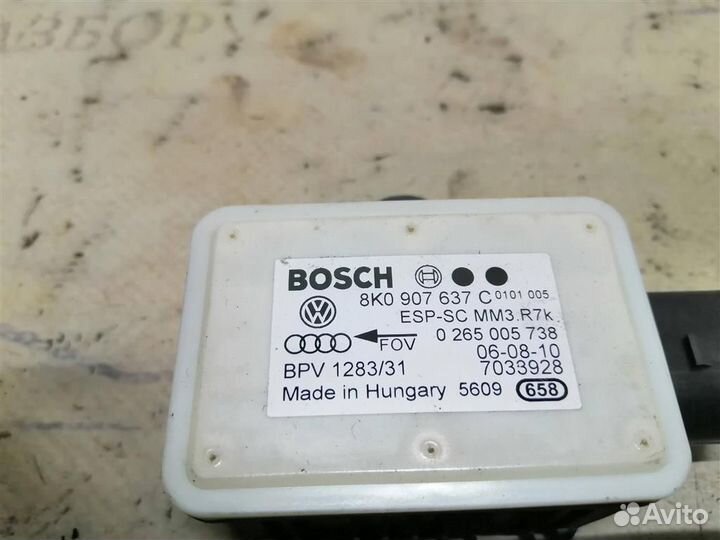 РАЗБОРУ
BOSCH
8K0 907 637 C 0101 005
ESP-SC MM3.R7k
FOV 0 265 005 738
06-08-10
BPV 1283/31 7033928
Made in Hungary 5609 658
Avito